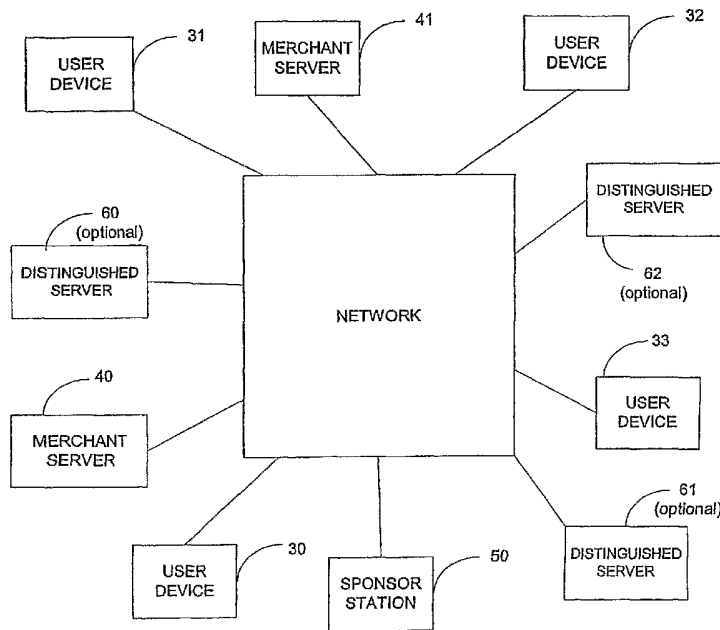 31
USER
DEVICE
41
MERCHANT
SERVER
32
USER
DEVICE
60
(optional)
DISTINGUISHED
SERVER
DISTINGUISHED
SERVER
62
(optional)
NETWORK
40
MERCHANT
SERVER
33
USER
DEVICE
61
(optional)
DISTINGUISHED
SERVER
30
USER
DEVICE
50
SPONSOR
STATION